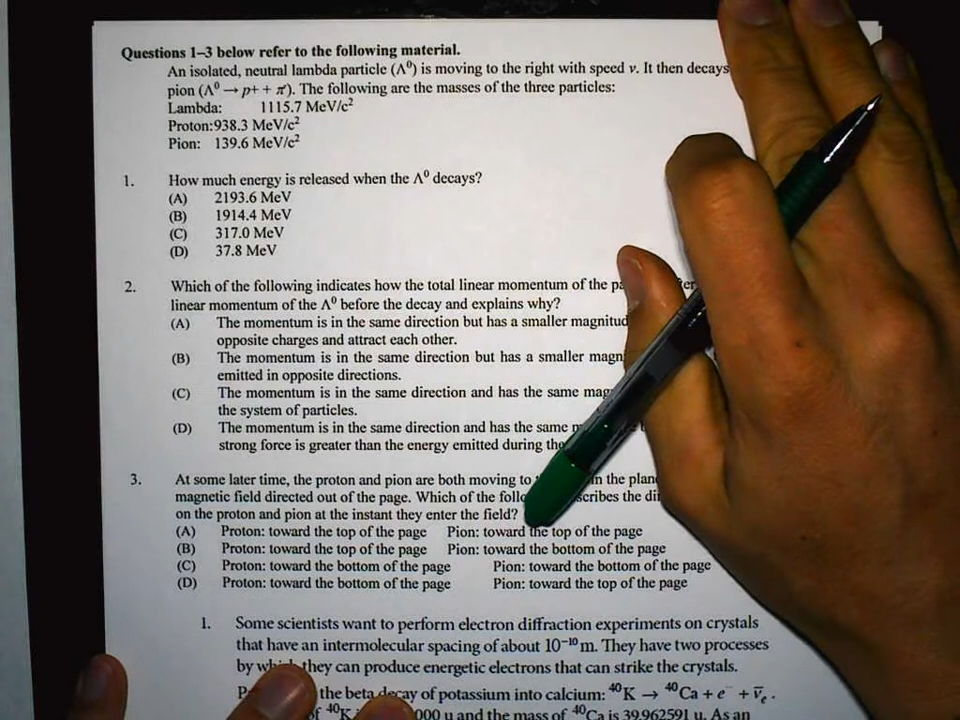 Questions 1–3 below refer to the following material.
An isolated, neutral lambda particle (Λ⁰) is moving to the right with speed v. It then decays
pion (Λ⁰ → p+ + π⁻). The following are the masses of the three particles:
Lambda: 1115.7 MeV/c²
Proton:938.3 MeV/c²
Pion: 139.6 MeV/c²
1. How much energy is released when the Λ⁰ decays?
(A) 2193.6 MeV
(B) 1914.4 MeV
(C) 317.0 MeV
(D) 37.8 MeV
2. Which of the following indicates how the total linear momentum of the
linear momentum of the Λ⁰ before the decay and explains why?
(A) The momentum is in the same direction but has a smaller
opposite charges and attract each other.
(B) The momentum is in the same direction but has a smaller
emitted in opposite directions.
(C) The momentum is in the same direction and has the same
the system of particles.
(D) The momentum is in the same direction and has the same
strong force is greater than the energy emitted during
3. At some later time, the proton and pion are both moving in the
magnetic field directed out of the page. Which of the the
on the proton and pion at the instant they enter the field?
(A) Proton: toward the top of the page Pion: toward the top of the page
(B) Proton: toward the top of the page Pion: toward the bottom of the page
(C) Proton: toward the bottom of the page Pion: toward the bottom of the page
(D) Proton: toward the bottom of the page Pion: toward the top of the page
1. Some scientists want to perform electron diffraction experiments on crystals
that have an intermolecular spacing of about 10⁻¹⁰ m. They have two processes
by they can produce energetic electrons that can strike the crystals.
the beta decay of potassium into calcium: ⁴⁰K → ⁴⁰Ca + e⁻ + ν̄ₑ .
⁴⁰K u and the mass of ⁴⁰Ca is 39.962591 u. As an